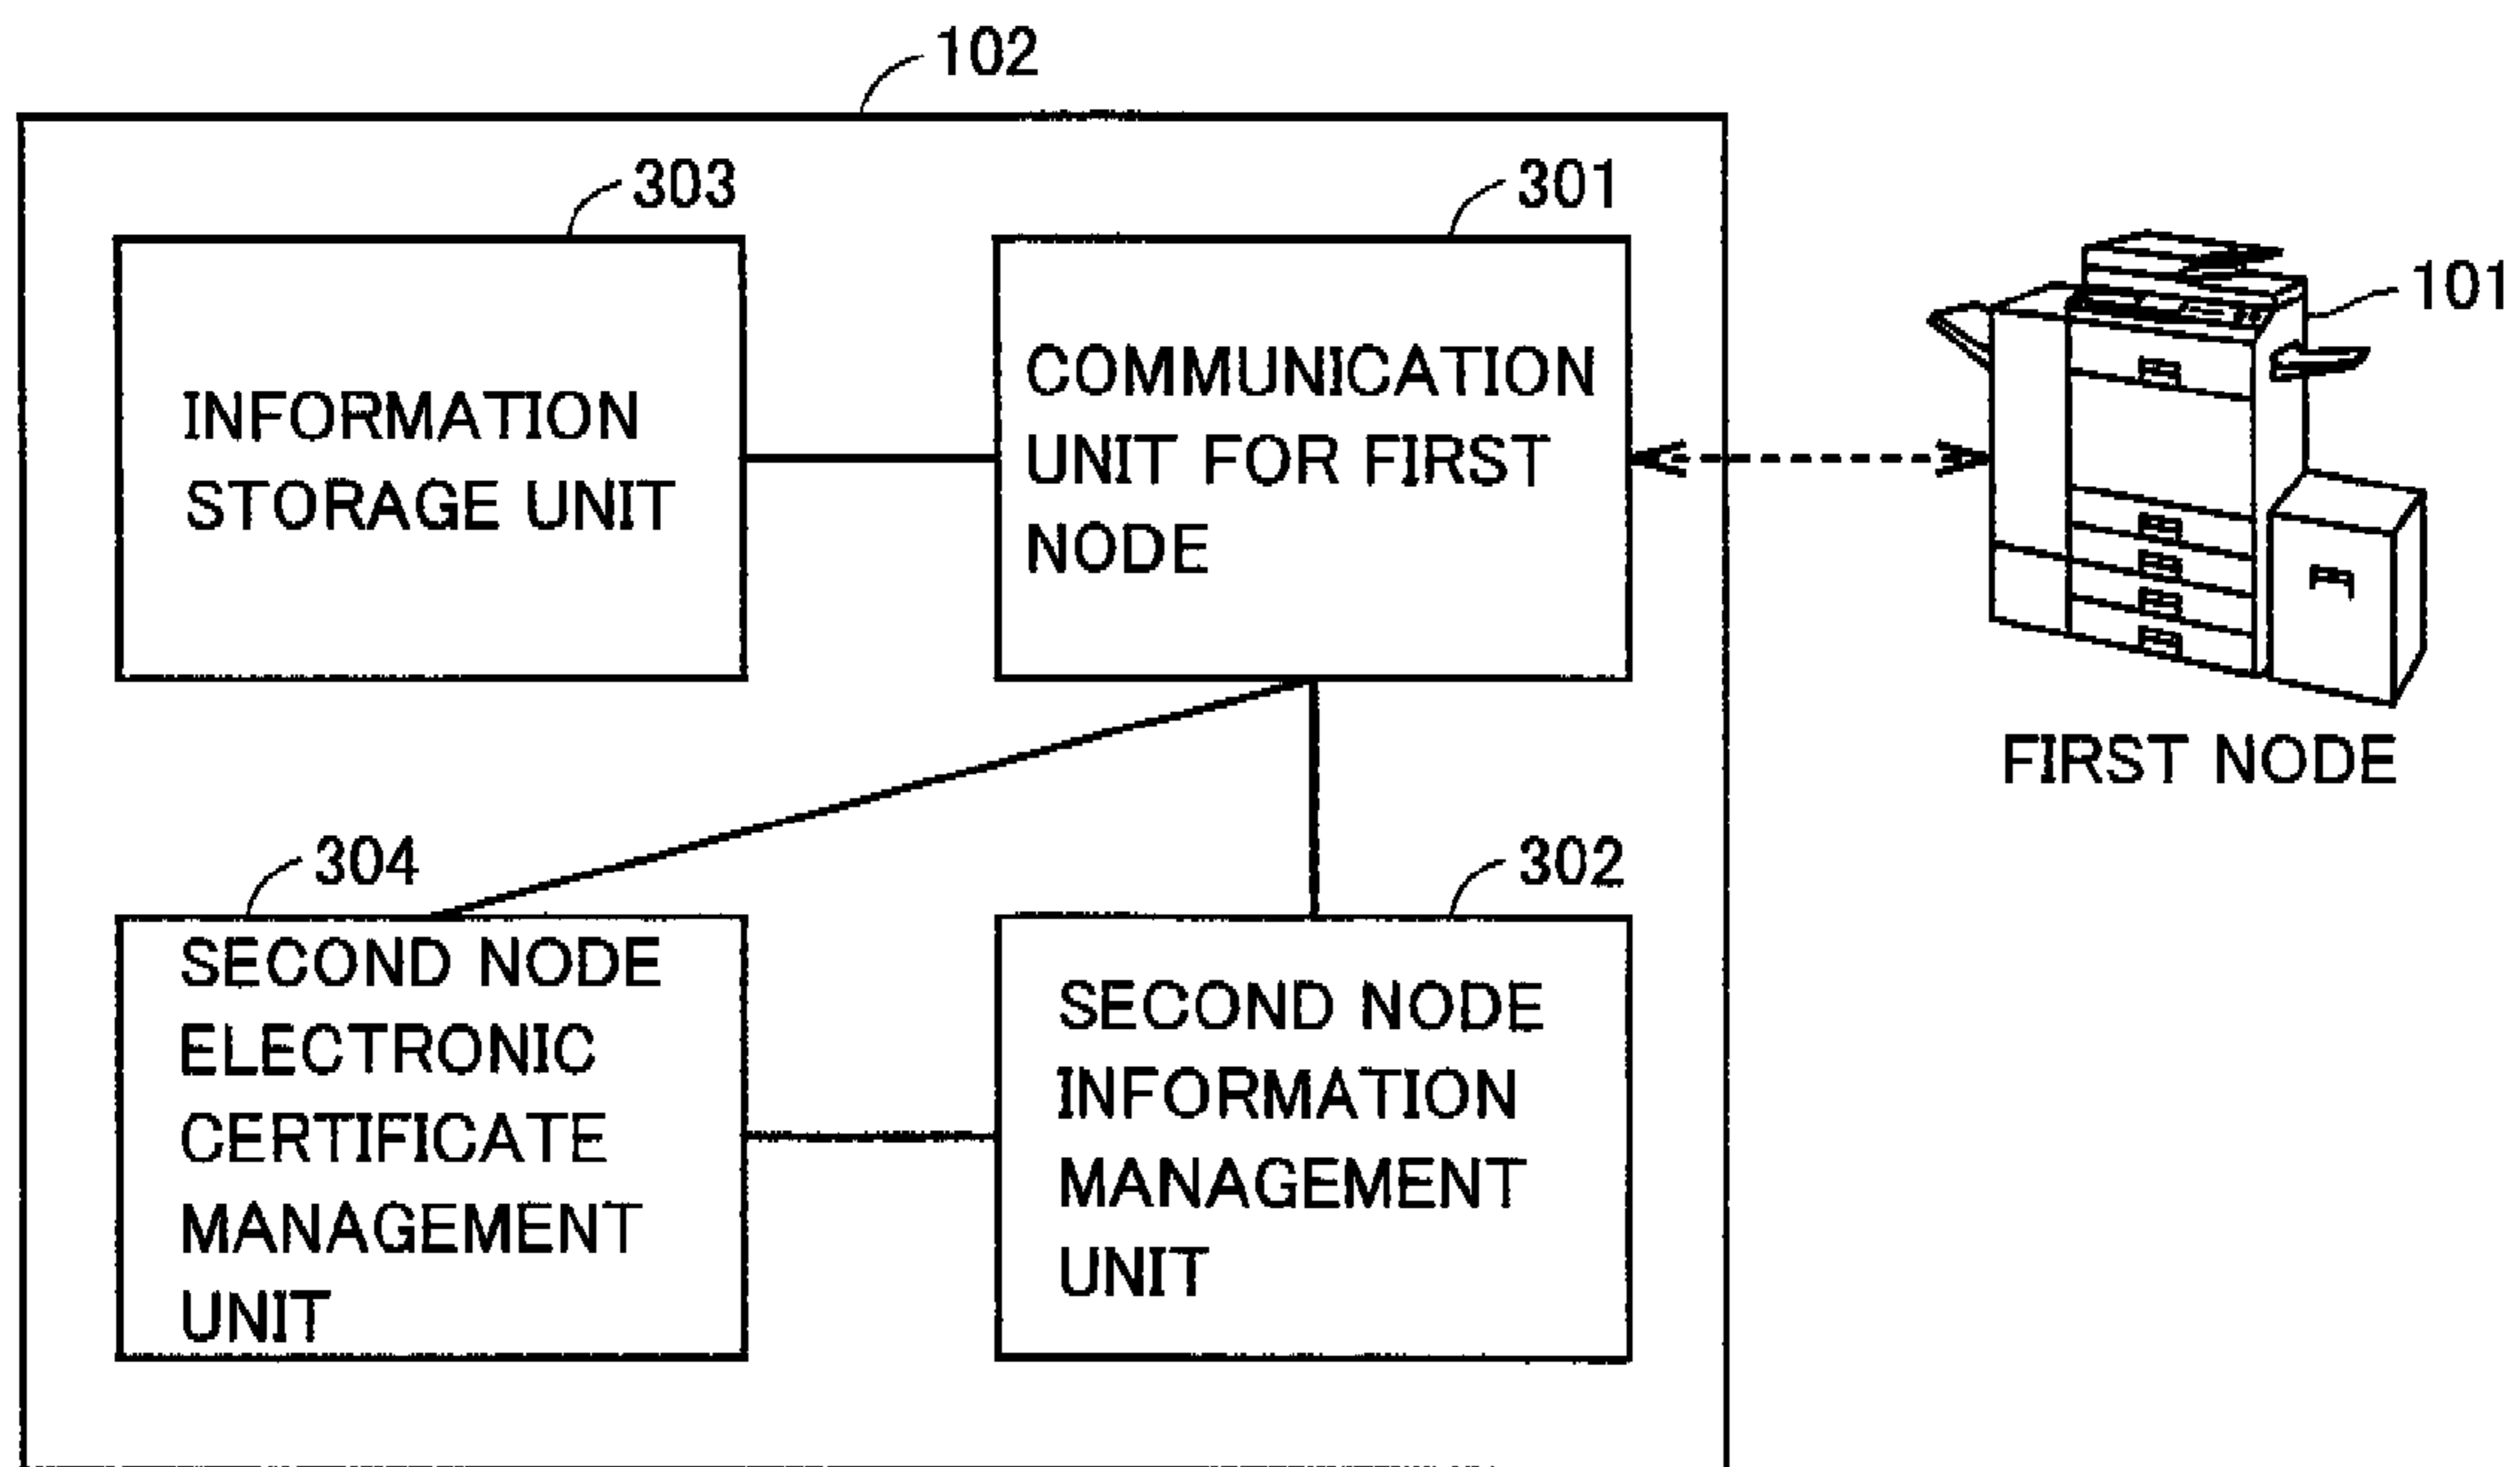 102
303
301
101
INFORMATION
STORAGE UNIT
COMMUNICATION
UNIT FOR FIRST
NODE
FIRST NODE
304
302
SECOND NODE
ELECTRONIC
CERTIFICATE
MANAGEMENT
UNIT
SECOND NODE
INFORMATION
MANAGEMENT
UNIT